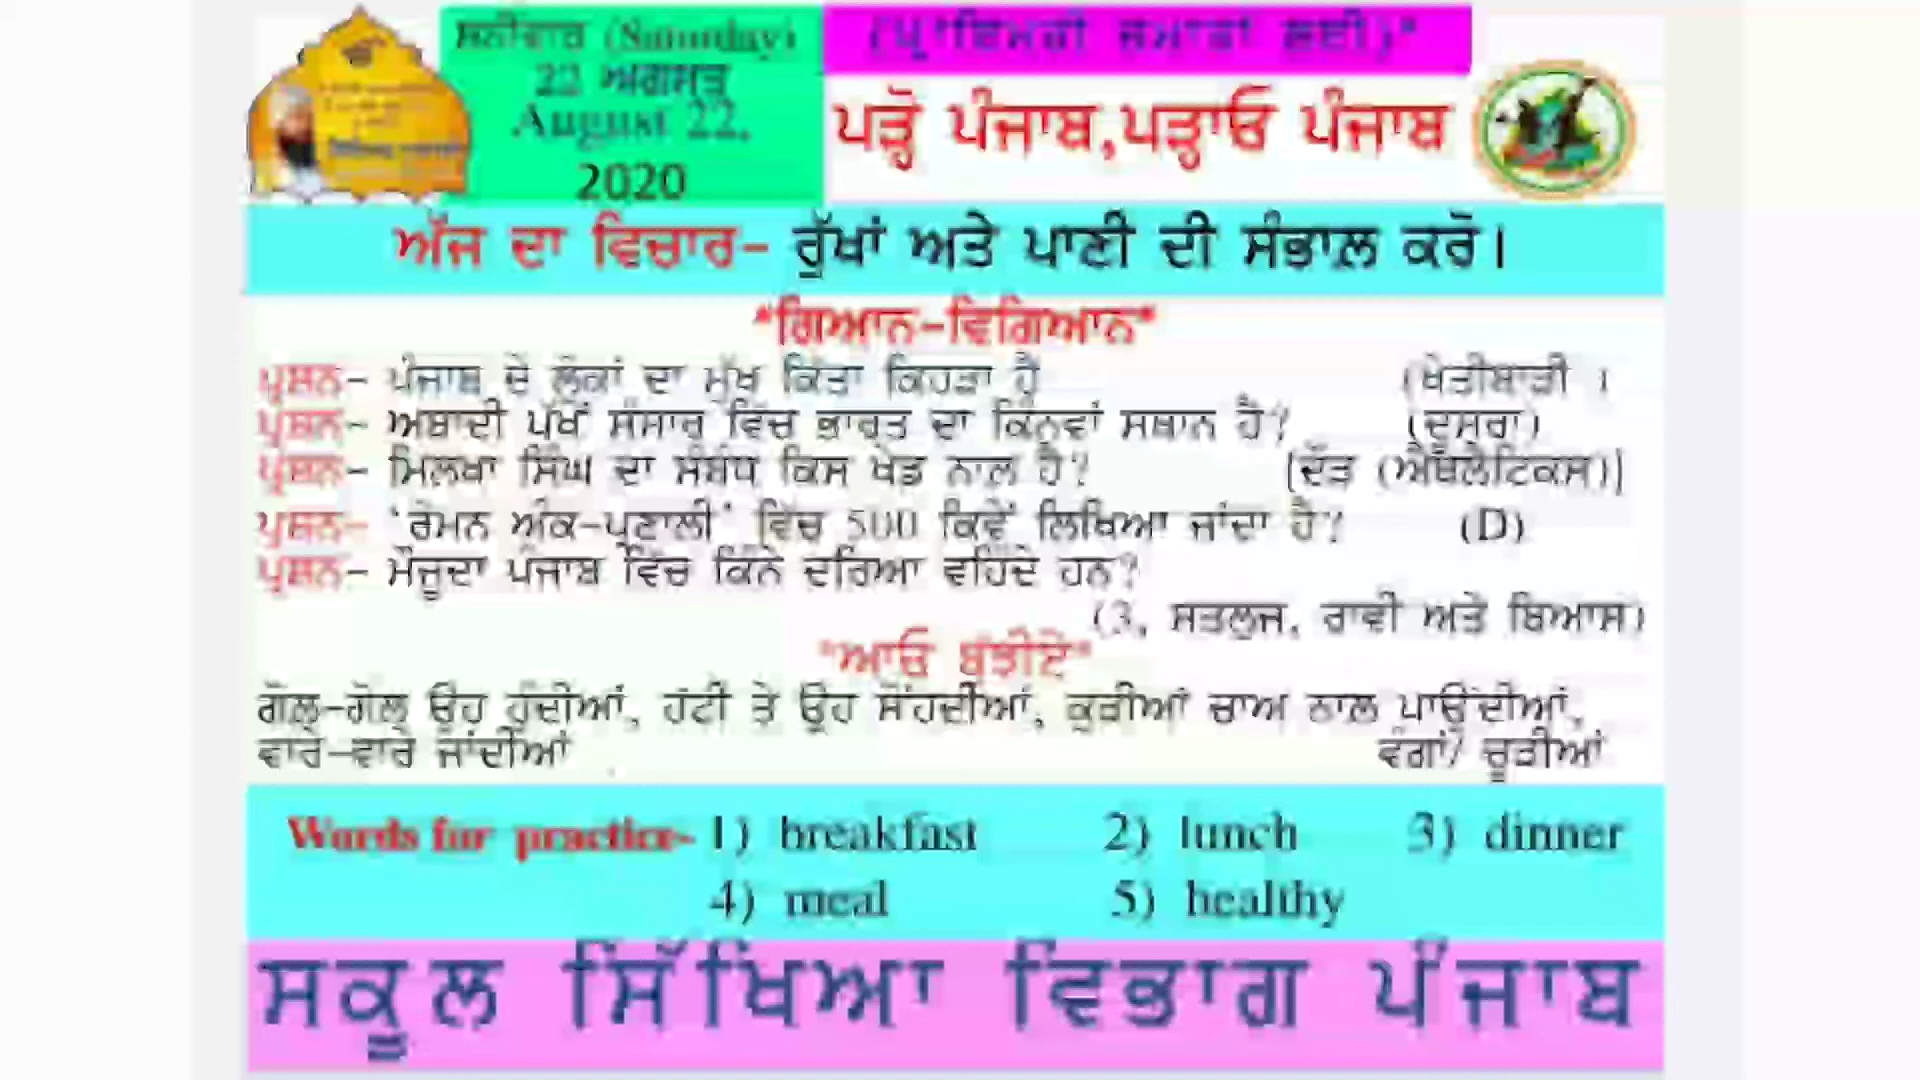 ਸ਼ਨੀਵਾਰ (Saturday)
22 ਅਗਸਤ
August 22,
2020
(ਪ੍ਰਾਇਮਰੀ ਜਮਾਤਾਂ ਲਈ)"
ਪੜ੍ਹੋ ਪੰਜਾਬ,ਪੜ੍ਹਾਓ ਪੰਜਾਬ
ਅੱਜ ਦਾ ਵਿਚਾਰ- ਰੁੱਖਾਂ ਅਤੇ ਪਾਣੀ ਦੀ ਸੰਭਾਲ ਕਰੋ।
"ਗਿਆਨ-ਵਿਗਿਆਨ"
ਪ੍ਰਸ਼ਨ- ਪੰਜਾਬ ਦੇ ਲੋਕਾਂ ਦਾ ਮੁੱਖ ਕਿੱਤਾ ਕਿਹੜਾ ਹੈ (ਖੇਤੀਬਾੜੀ )
ਪ੍ਰਸ਼ਨ- ਅਬਾਦੀ ਪੱਖੋਂ ਸੰਸਾਰ ਵਿੱਚ ਭਾਰਤ ਦਾ ਕਿੰਨਵਾਂ ਸਥਾਨ ਹੈ? (ਦੂਸਰਾ)
ਪ੍ਰਸ਼ਨ- ਮਿਲਖਾ ਸਿੰਘ ਦਾ ਸੰਬੰਧ ਕਿਸ ਖੇਡ ਨਾਲ ਹੈ? [ਦੌੜ (ਐਥਲੈਟਿਕਸ)]
ਪ੍ਰਸ਼ਨ- 'ਰੋਮਨ ਅੰਕ-ਪ੍ਰਣਾਲੀ' ਵਿੱਚ 500 ਕਿਵੇਂ ਲਿਖਿਆ ਜਾਂਦਾ ਹੈ? (D)
ਪ੍ਰਸ਼ਨ- ਮੌਜੂਦਾ ਪੰਜਾਬ ਵਿੱਚ ਕਿੰਨੇ ਦਰਿਆ ਵਹਿੰਦੇ ਹਨ?
(3, ਸਤਲੁਜ, ਰਾਵੀ ਅਤੇ ਬਿਆਸ)
"ਆਓ ਬੁੱਝੀਏ"
ਗੋਲ਼-ਗੋਲ਼ ਉਹ ਹੁੰਦੀਆਂ, ਹੱਟੀ ਤੇ ਉਹ ਸੋਂਹਦੀਆਂ, ਕੁੜੀਆਂ ਚਾਅ ਨਾਲ ਪਾਉਂਦੀਆਂ,
ਵਾਰੇ-ਵਾਰੇ ਜਾਂਦੀਆਂ ਵੰਗਾਂ/ ਚੂੜੀਆਂ
Words for practice- 1) breakfast 2) lunch 3) dinner
4) meal 5) healthy
ਸਕੂਲ ਸਿੱਖਿਆ ਵਿਭਾਗ ਪੰਜਾਬ